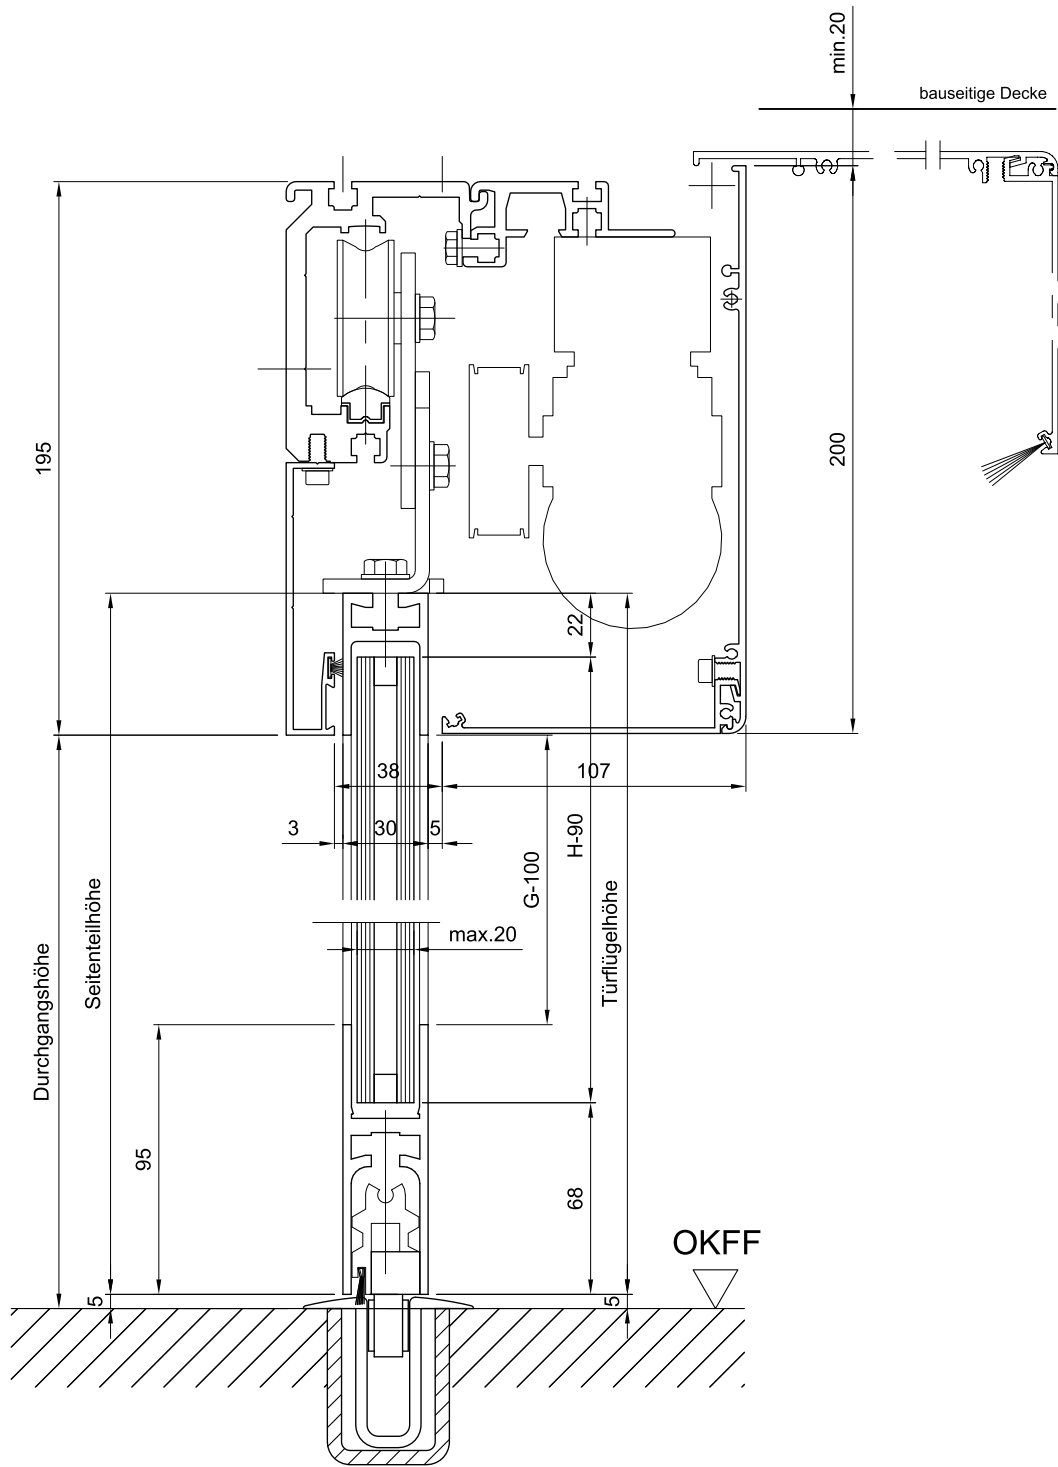 min.20
bauseitige Decke
195
200
22
38
107
3
30
5
H-90
G-100
max.20
Seitenteilhöhe
Türflügelhöhe
Durchgangshöhe
95
68
OKFF
5
5